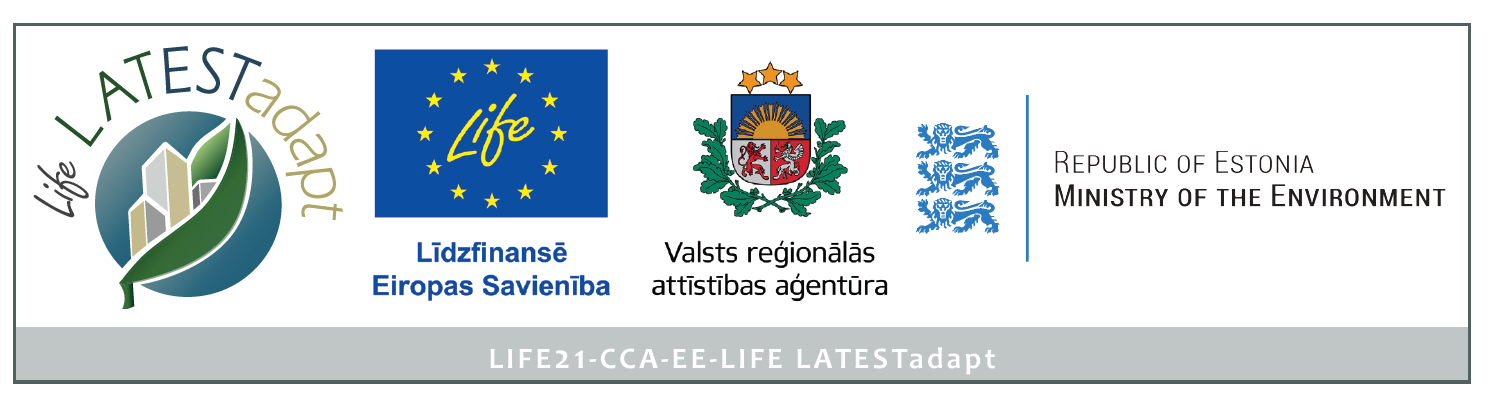 Life LATESTadapt
Life
Līdzfinansē
Eiropas Savienība
Valsts reģionālās
attīstības aģentūra
REPUBLIC OF ESTONIA
MINISTRY OF THE ENVIRONMENT
LIFE21-CCA-EE-LIFE LATESTadapt